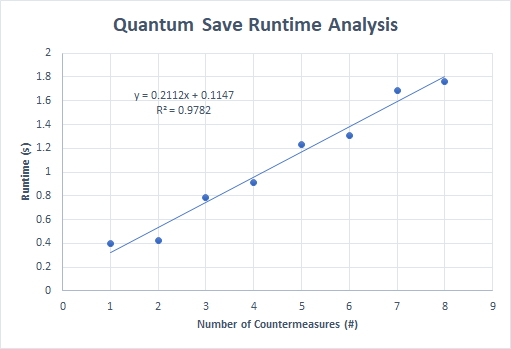 Quantum Save Runtime Analysis
2
1.8
1.6
1.4
1.2
1
0.8
0.6
0.4
0.2
0
Runtime (s)
y = 0.2112x + 0.1147
R² = 0.9782
0 1 2 3 4 5 6 7 8 9
Number of Countermeasures (#)